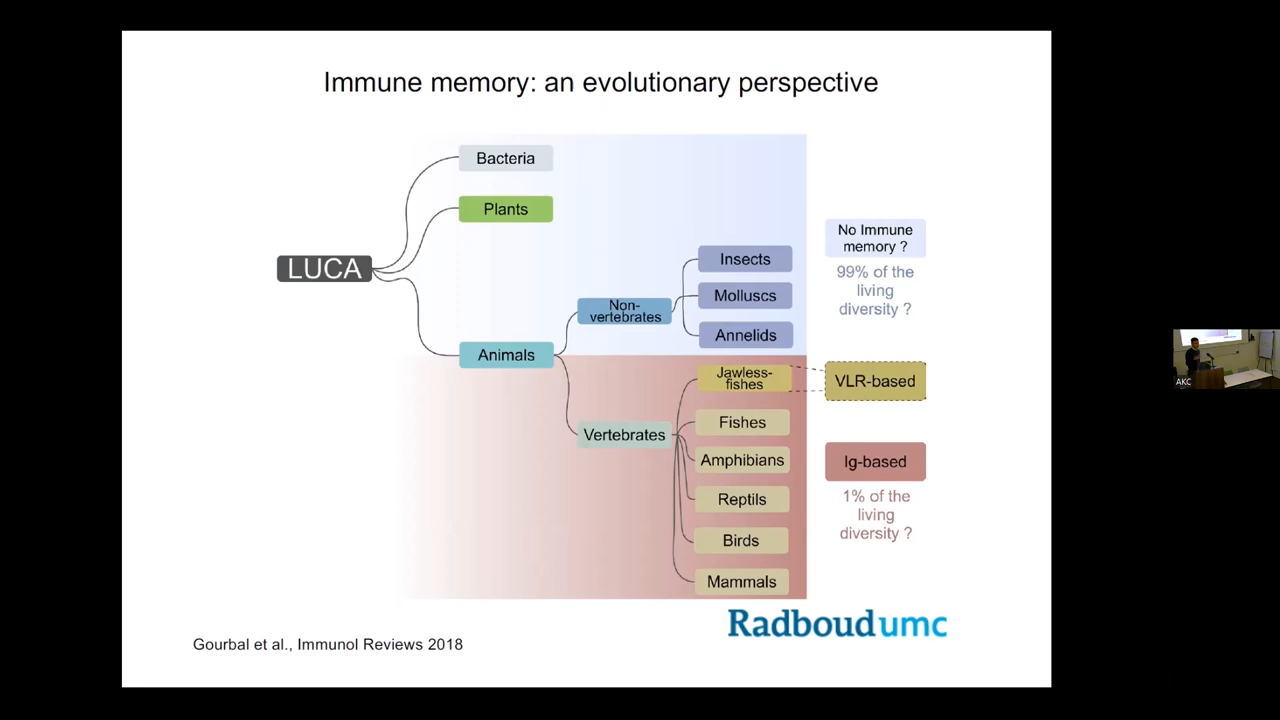 Immune memory: an evolutionary perspective
Bacteria
Plants
LUCA
Animals
Non-
vertebrates
Insects
Molluscs
Annelids
Vertebrates
Jawless-
fishes
Fishes
Amphibians
Reptils
Birds
Mammals
No Immune
memory ?
99% of the
living
diversity ?
VLR-based
Ig-based
1% of the
living
diversity ?
Radboudumc
Gourbal et al., Immunol Reviews 2018
AKC